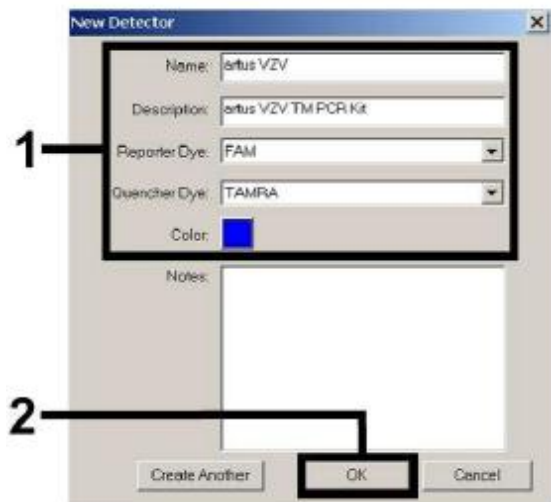 New Detector
Name: artus VZV
Description: artus VZV TM PCR Kit
1
Reporter Dye: FAM
Quencher Dye: TAMRA
Color:
Notes:
2
Create Another OK Cancel